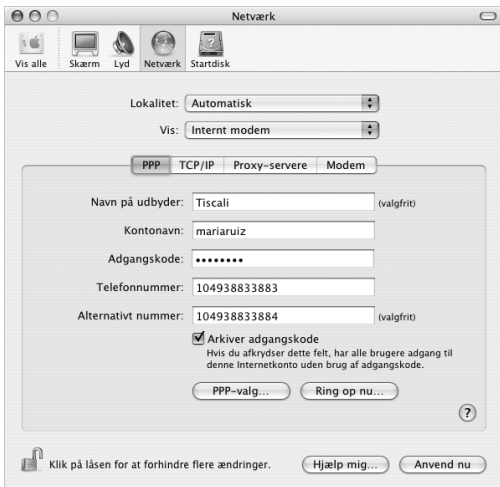 Netværk
Vis alle Skærm Lyd Netværk Startdisk
Lokalitet: Automatisk
Vis: Internt modem
PPP TCP/IP Proxy-servere Modem
Navn på udbyder: Tiscali (valgfrit)
Kontonavn: mariaruiz
Adgangskode: ••••••••
Telefonnummer: 104938833883
Alternativt nummer: 104938833884 (valgfrit)
Arkiver adgangskode
Hvis du afkrydser dette felt, har alle brugere adgang til
denne Internetkonto uden brug af adgangskode.
PPP-valg... Ring op nu...
?
Klik på låsen for at forhindre flere ændringer. Hjælp mig... Anvend nu